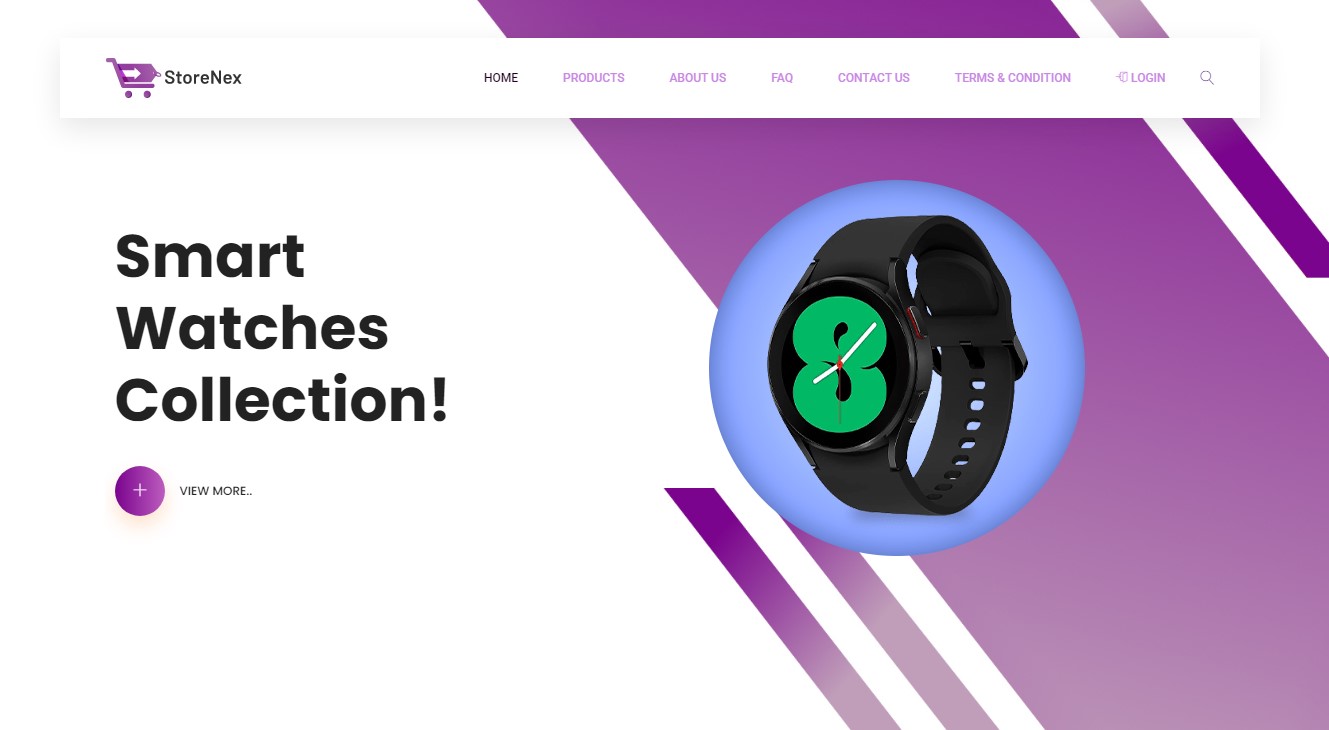 StoreNex
HOME
PRODUCTS
ABOUT US
FAQ
CONTACT US
TERMS & CONDITION
LOGIN
Smart
Watches
Collection!
VIEW MORE..